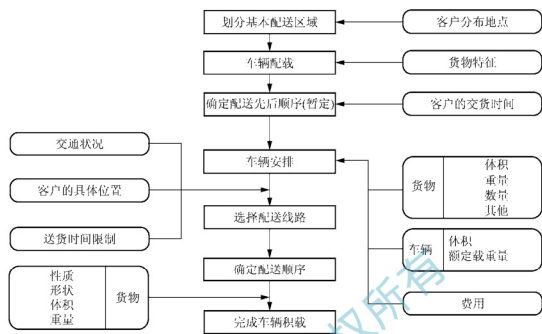 划分基本配送区域
客户分布地点
车辆配载
货物特征
确定配送先后顺序(暂定)
客户的交货时间
交通状况
车辆安排
客户的具体位置
选择配送线路
送货时间限制
货物
体积
重量
数量
其他
车辆
体积
额定载重量
确定配送顺序
费用
性质
形状
体积
重量
货物
完成车辆积载
权所有